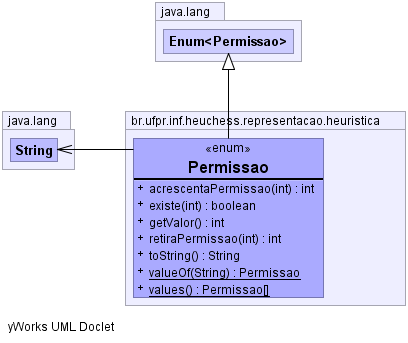 java.lang
Enum<Permissao>
java.lang
String
br.ufpr.inf.heuchess.representacao.heuristica
«enum»
Permissao
+ acrescentaPermissao(int) : int
+ existe(int) : boolean
+ getValor() : int
+ retiraPermissao(int) : int
+ toString() : String
+ valueOf(String) : Permissao
+ values() : Permissao[]
yWorks UML Doclet